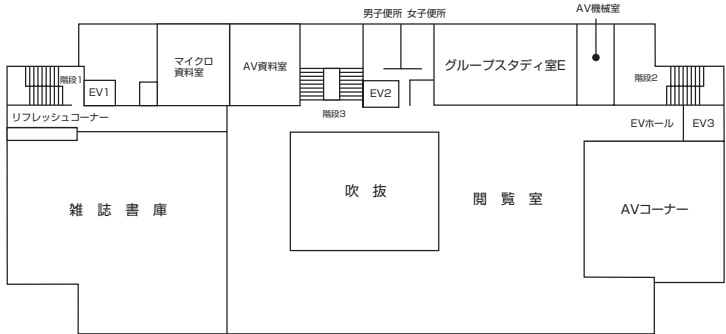 AV機械室
男子便所 女子便所
マイクロ
資料室
AV資料室
グループスタディ室E
階段1
EV1
EV2
階段2
階段3
リフレッシュコーナー
EVホール
EV3
吹 抜
閲 覧 室
雑 誌 書 庫
AVコーナー